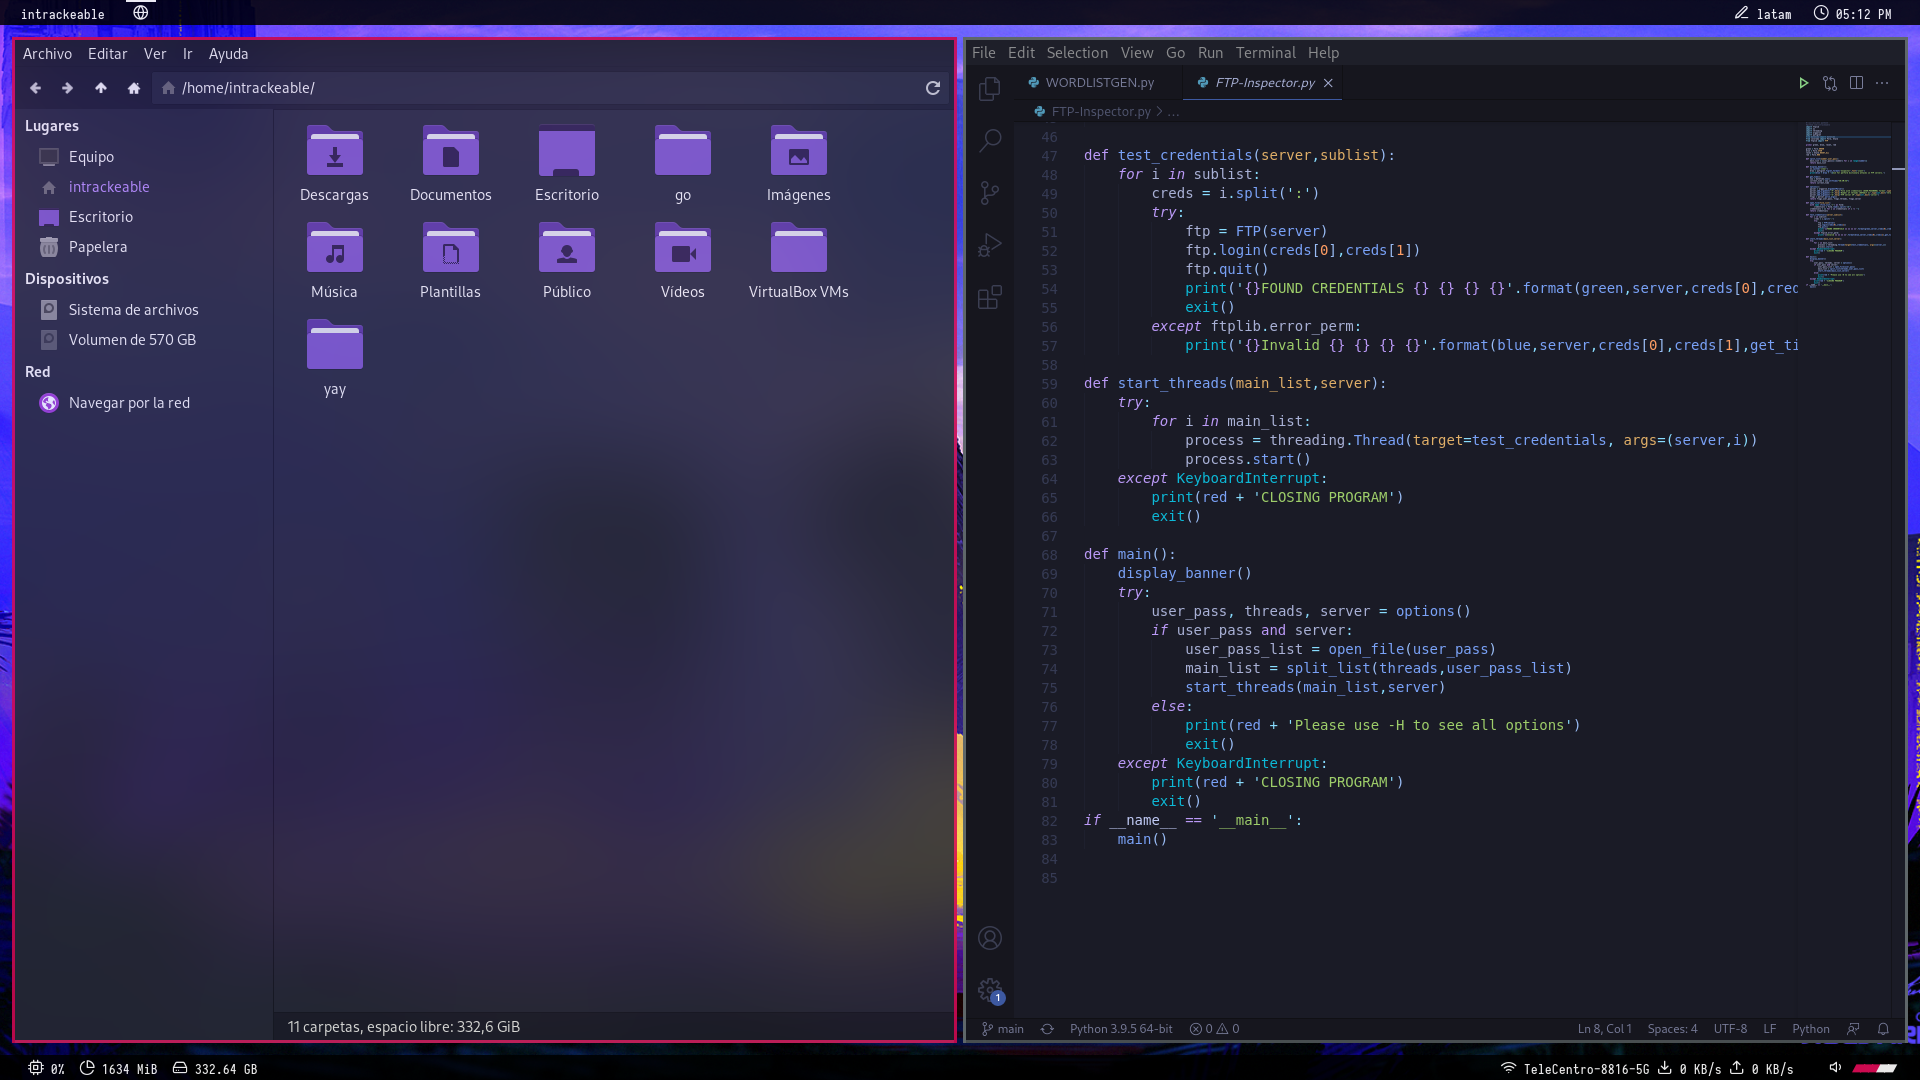 intrackeable
latam
05:12 PM
Archivo Editar Ver Ir Ayuda
/home/intrackeable/
Lugares
Equipo
intrackeable
Escritorio
Papelera
Dispositivos
Sistema de archivos
Volumen de 570 GB
Red
Navegar por la red
Descargas
Documentos
Escritorio
go
Imágenes
Música
Plantillas
Público
Vídeos
VirtualBox VMs
yay
11 carpetas, espacio libre: 332,6 GiB
File Edit Selection View Go Run Terminal Help
WORDLISTGEN.py
FTP-Inspector.py
FTP-Inspector.py > ...
46
47 def test_credentials(server,sublist):
48 for i in sublist:
49 creds = i.split(':')
50 try:
51 ftp = FTP(server)
52 ftp.login(creds[0],creds[1])
53 ftp.quit()
54 print('{}FOUND CREDENTIALS {} {} {} {}'.format(green,server,creds[0],cred
55 exit()
56 except ftplib.error_perm:
57 print('{}Invalid {} {} {} {}'.format(blue,server,creds[0],creds[1],get_ti
58
59 def start_threads(main_list,server):
60 try:
61 for i in main_list:
62 process = threading.Thread(target=test_credentials, args=(server,i))
63 process.start()
64 except KeyboardInterrupt:
65 print(red + 'CLOSING PROGRAM')
66 exit()
67
68 def main():
69 display_banner()
70 try:
71 user_pass, threads, server = options()
72 if user_pass and server:
73 user_pass_list = open_file(user_pass)
74 main_list = split_list(threads,user_pass_list)
75 start_threads(main_list,server)
76 else:
77 print(red + 'Please use -H to see all options')
78 exit()
79 except KeyboardInterrupt:
80 print(red + 'CLOSING PROGRAM')
81 exit()
82 if __name__ == '__main__':
83 main()
84
85
1
main
Python 3.9.5 64-bit
0
0
Ln 8, Col 1
Spaces: 4
UTF-8
LF
Python
0%
1634 MiB
332.64 GB
TeleCentro-8816-5G
0 KB/s
0 KB/s